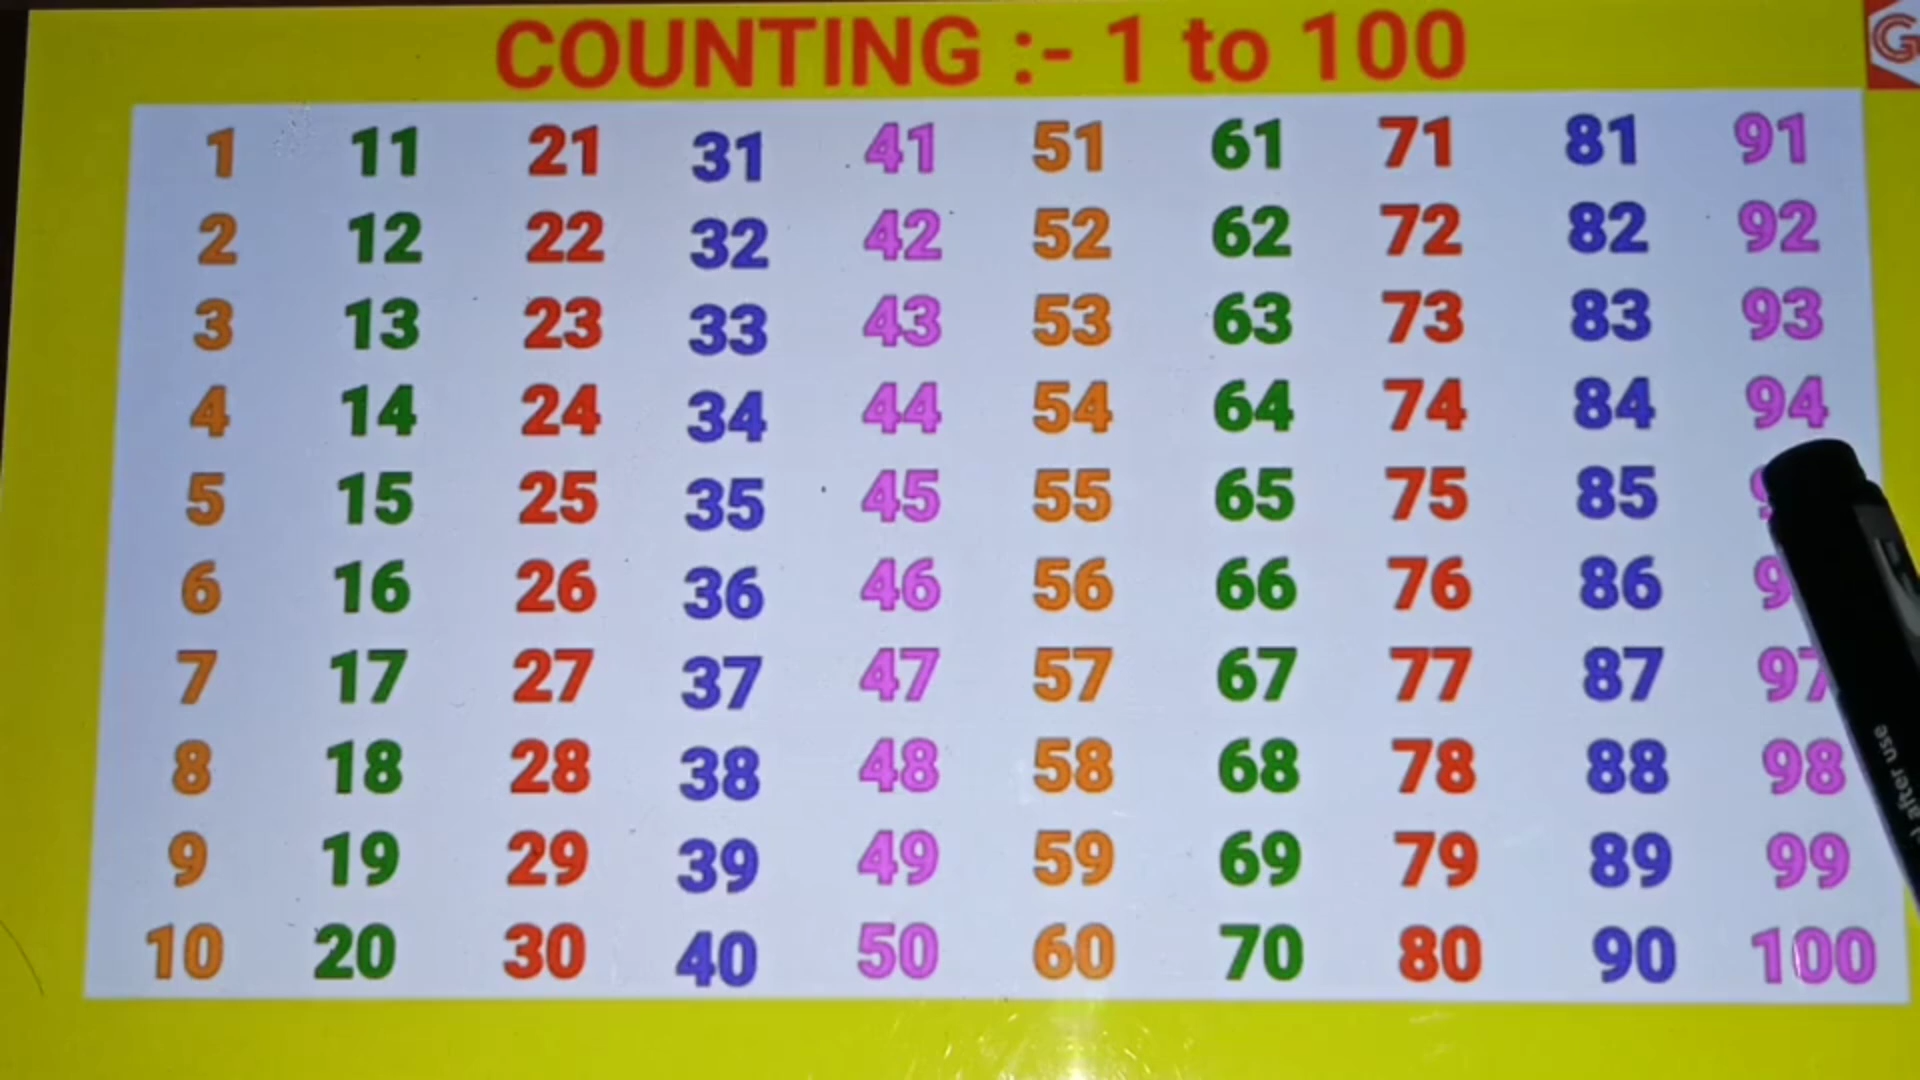 COUNTING :- 1 to 100
G
1 11 21 31 41 51 61 71 81 91
2 12 22 32 42 52 62 72 82 92
3 13 23 33 43 53 63 73 83 93
4 14 24 34 44 54 64 74 84 94
5 15 25 35 45 55 65 75 85
6 16 26 36 46 56 66 76 86
7 17 27 37 47 57 67 77 87 97
8 18 28 38 48 58 68 78 88 98
9 19 29 39 49 59 69 79 89 99
10 20 30 40 50 60 70 80 90 100
after use